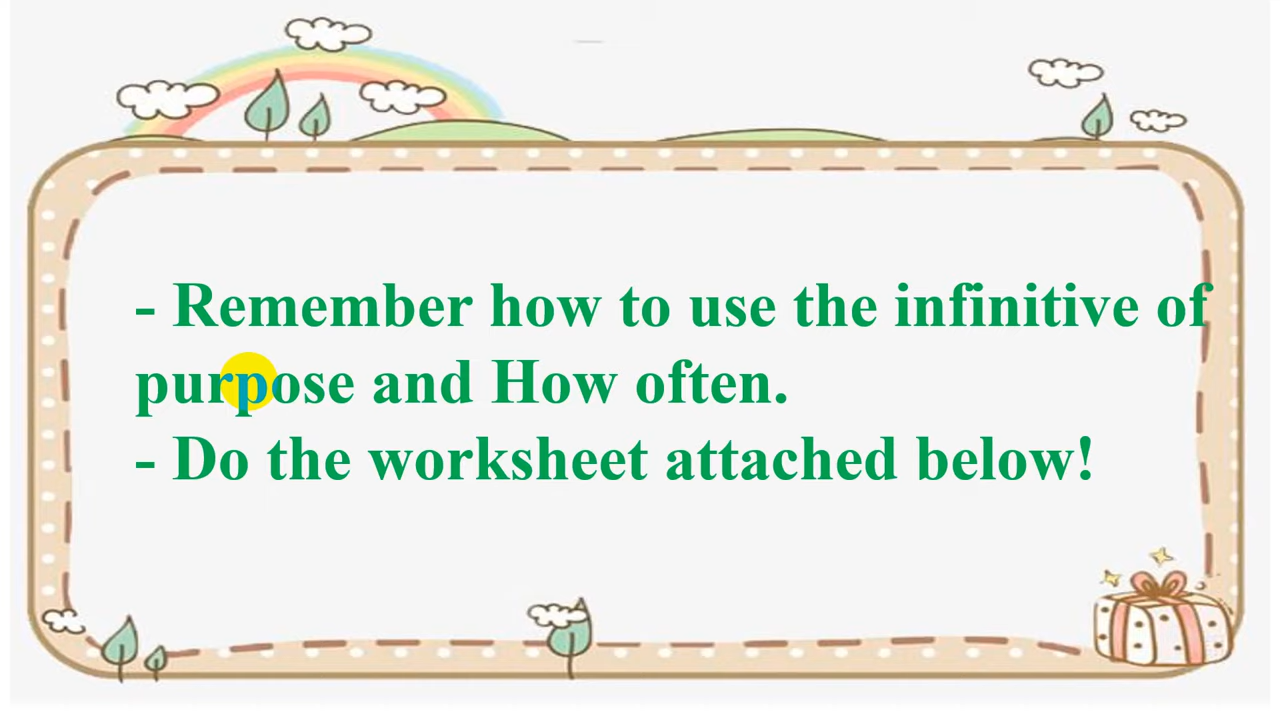 - Remember how to use the infinitive of
purpose and How often.
- Do the worksheet attached below!